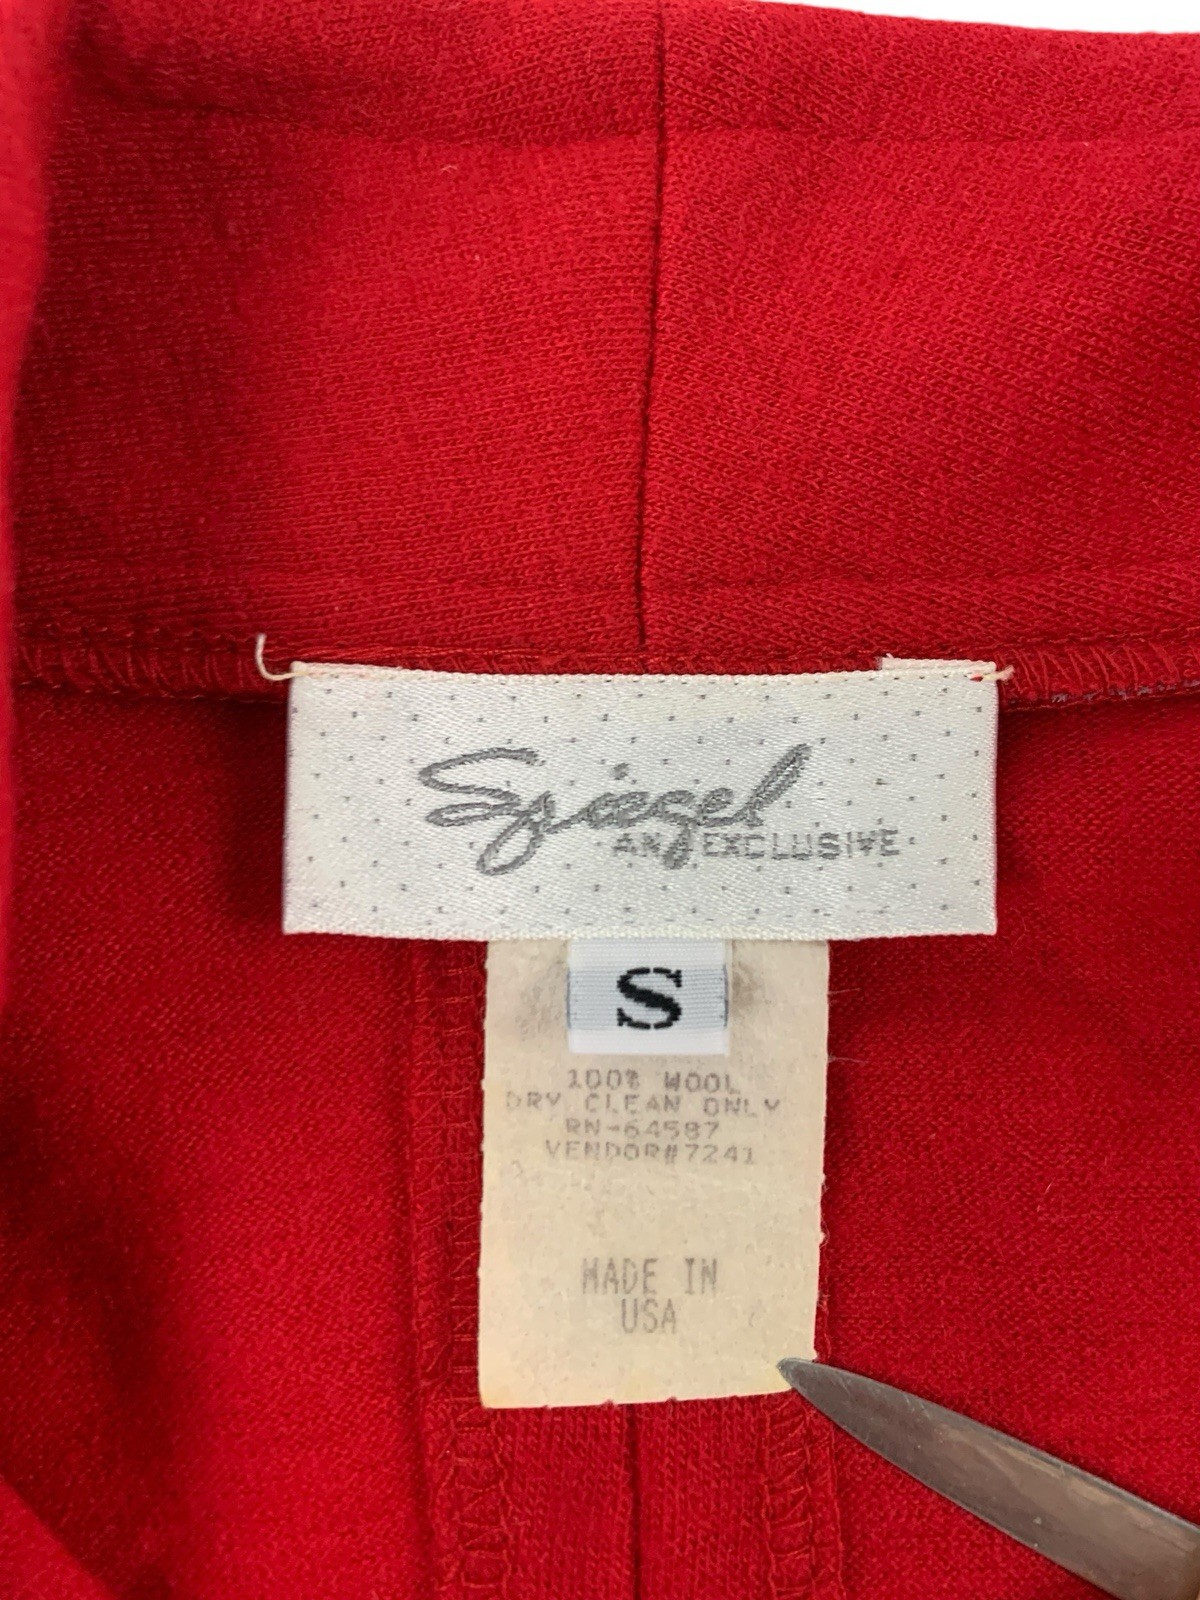 Spiegel
AN EXCLUSIVE
S
100% WOOL
DRY CLEAN ONLY
RN-64587
VENDOR#7241
MADE IN
USA